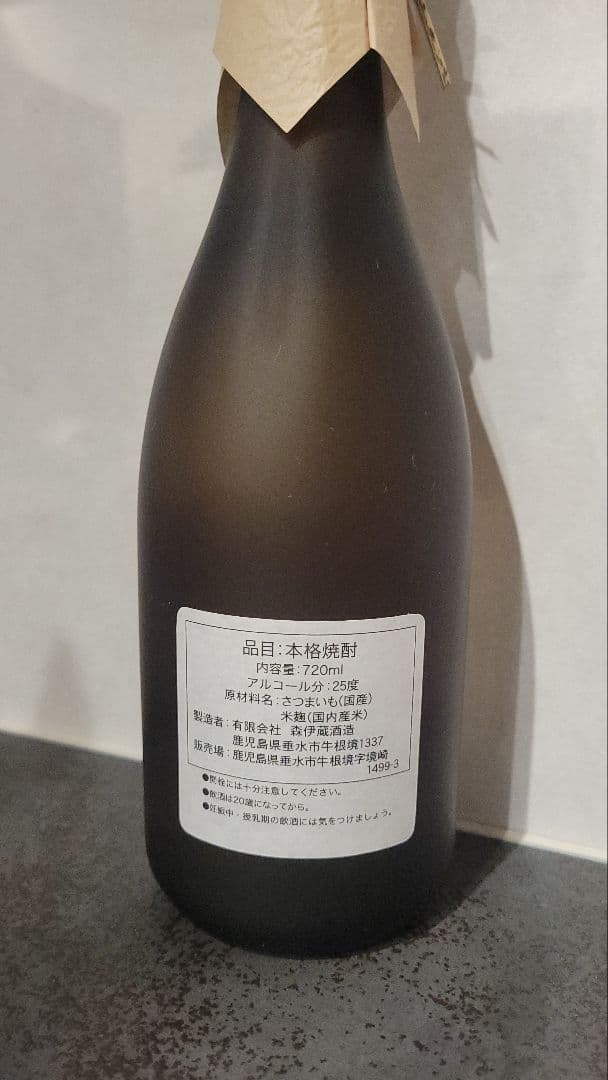 品目：本格焼酎
内容量：720ml
アルコール分：25度
原材料名：さつまいも（国産）
米麹（国内産米）
製造者：有限会社 森伊蔵酒造
鹿児島県垂水市牛根境1337
販売場：鹿児島県垂水市牛根境字境崎
1499-3
●開栓には十分注意してください。
●飲酒は20歳になってから。
●妊娠中・授乳期の飲酒には気をつけましょう。